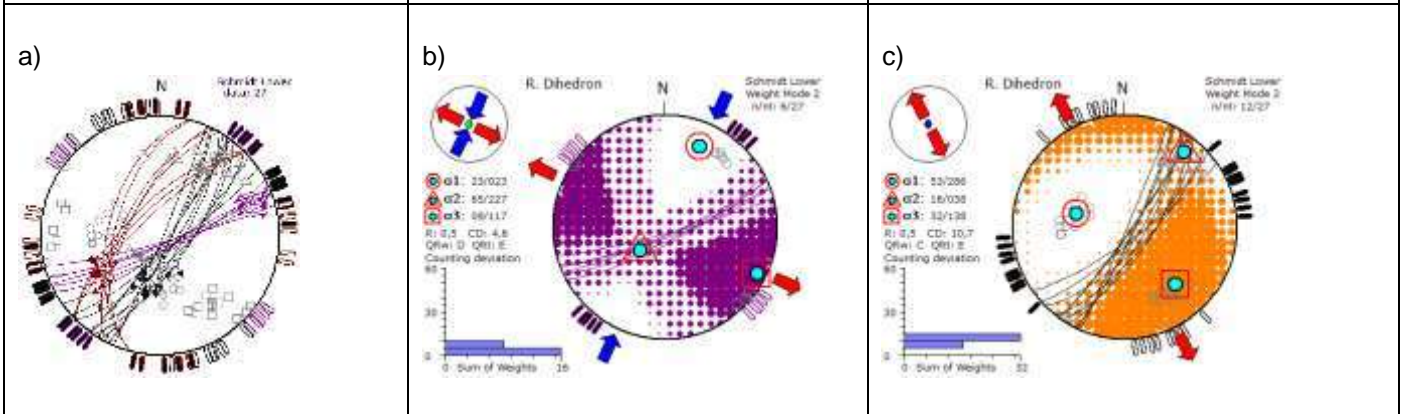 a)
N
Schmidt Lower
data: 27
b)
R. Dihedron
N
Schmidt Lower
Weight Mode 2
n/nt: 6/27
σ1: 23/023
σ2: 65/227
σ3: 09/117
R: 0,5 CD: 4,6
QRw: D QRt: E
Counting deviation
60
30
0
0 Sum of Weights 16
c)
R. Dihedron
N
Schmidt Lower
Weight Mode 2
n/nt: 12/27
σ1: 53/286
σ2: 16/038
σ3: 32/138
R: 0,5 CD: 10,7
QRw: C QRt: E
Counting deviation
60
30
0
0 Sum of Weights 32